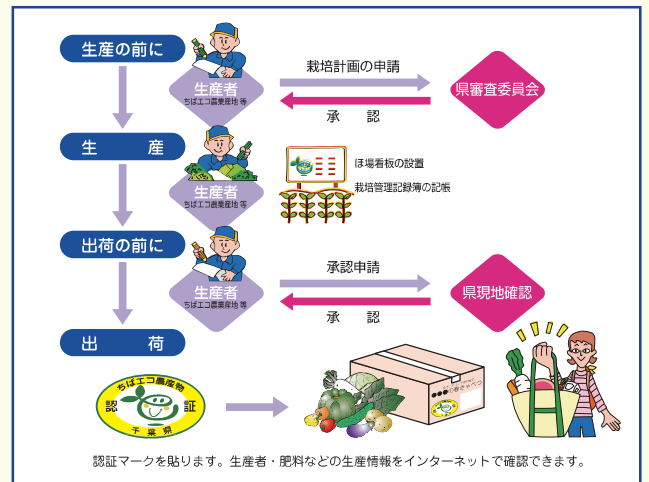 生産の前に
生産者
ちばエコ農業産地 等
栽培計画の申請
承　認
県審査委員会
生　産
生産者
ちばエコ農業産地 等
ほ場看板の設置
栽培管理記録簿の記帳
出荷の前に
生産者
ちばエコ農業産地 等
承認申請
承　認
県現地確認
出　荷
ちばエコ農産物
認 証
千葉県
●●●の春きゃべつ
認証マークを貼ります。生産者・肥料などの生産情報をインターネットで確認できます。